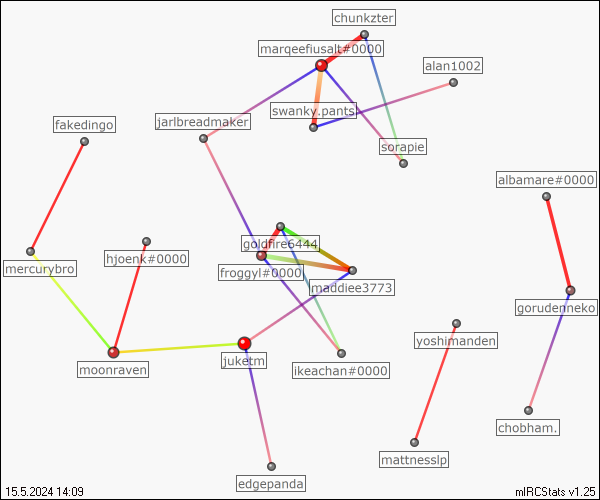 chunkzter
marqeefiusalt#0000
alan1002
swanky.pants
fakedingo
jarlbreadmaker
sorapie
albamare#0000
goldfire6444
mercurybro
hjoenk#0000
froggyl#0000
maddiee3773
gorudenneko
yoshimanden
moonraven
juketm
ikeachan#0000
chobham.
mattnesslp
edgepanda
15.5.2024 14:09
mIRCStats v1.25